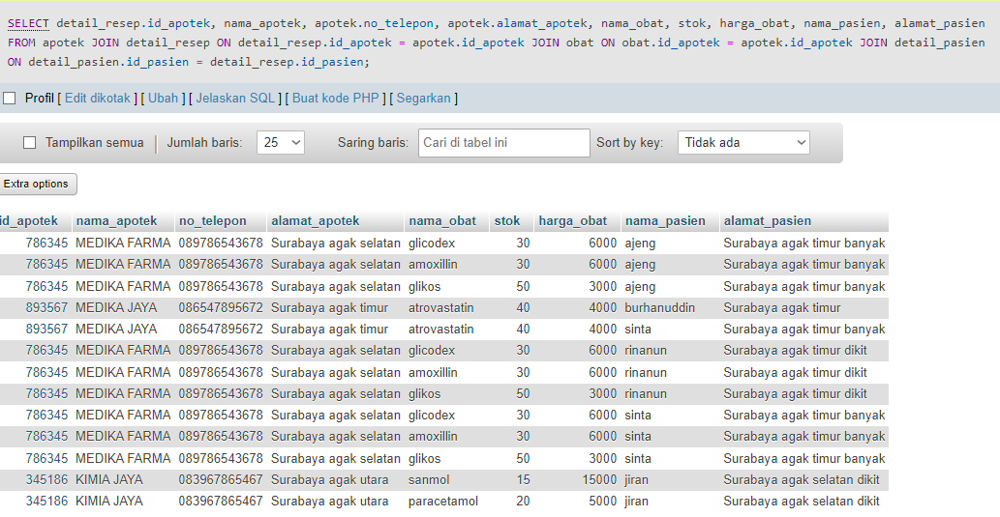 SELECT detail_resep.id_apotek, nama_apotek, apotek.no_telepon, apotek.alamat_apotek, nama_obat, stok, harga_obat, nama_pasien, alamat_pasien
FROM apotek JOIN detail_resep ON detail_resep.id_apotek = apotek.id_apotek JOIN obat ON obat.id_apotek = apotek.id_apotek JOIN detail_pasien
ON detail_pasien.id_pasien = detail_resep.id_pasien;
Profil [ Edit dikotak ] [ Ubah ] [ Jelaskan SQL ] [ Buat kode PHP ] [ Segarkan ]
Tampilkan semua Jumlah baris: 25 Saring baris: Cari di tabel ini Sort by key: Tidak ada
Extra options
id_apotek nama_apotek no_telepon alamat_apotek nama_obat stok harga_obat nama_pasien alamat_pasien
786345 MEDIKA FARMA 089786543678 Surabaya agak selatan glicodex 30 6000 ajeng Surabaya agak timur banyak
786345 MEDIKA FARMA 089786543678 Surabaya agak selatan amoxillin 30 6000 ajeng Surabaya agak timur banyak
786345 MEDIKA FARMA 089786543678 Surabaya agak selatan glikos 50 3000 ajeng Surabaya agak timur banyak
893567 MEDIKA JAYA 086547895672 Surabaya agak timur atrovastatin 40 4000 burhanuddin Surabaya agak timur
893567 MEDIKA JAYA 086547895672 Surabaya agak timur atrovastatin 40 4000 sinta Surabaya agak timur banyak
786345 MEDIKA FARMA 089786543678 Surabaya agak selatan glicodex 30 6000 rinanun Surabaya agak timur dikit
786345 MEDIKA FARMA 089786543678 Surabaya agak selatan amoxillin 30 6000 rinanun Surabaya agak timur dikit
786345 MEDIKA FARMA 089786543678 Surabaya agak selatan glikos 50 3000 rinanun Surabaya agak timur dikit
786345 MEDIKA FARMA 089786543678 Surabaya agak selatan glicodex 30 6000 sinta Surabaya agak timur banyak
786345 MEDIKA FARMA 089786543678 Surabaya agak selatan amoxillin 30 6000 sinta Surabaya agak timur banyak
786345 MEDIKA FARMA 089786543678 Surabaya agak selatan glikos 50 3000 sinta Surabaya agak timur banyak
345186 KIMIA JAYA 083967865467 Surabaya agak utara sanmol 15 15000 jiran Surabaya agak selatan dikit
345186 KIMIA JAYA 083967865467 Surabaya agak utara paracetamol 20 5000 jiran Surabaya agak selatan dikit